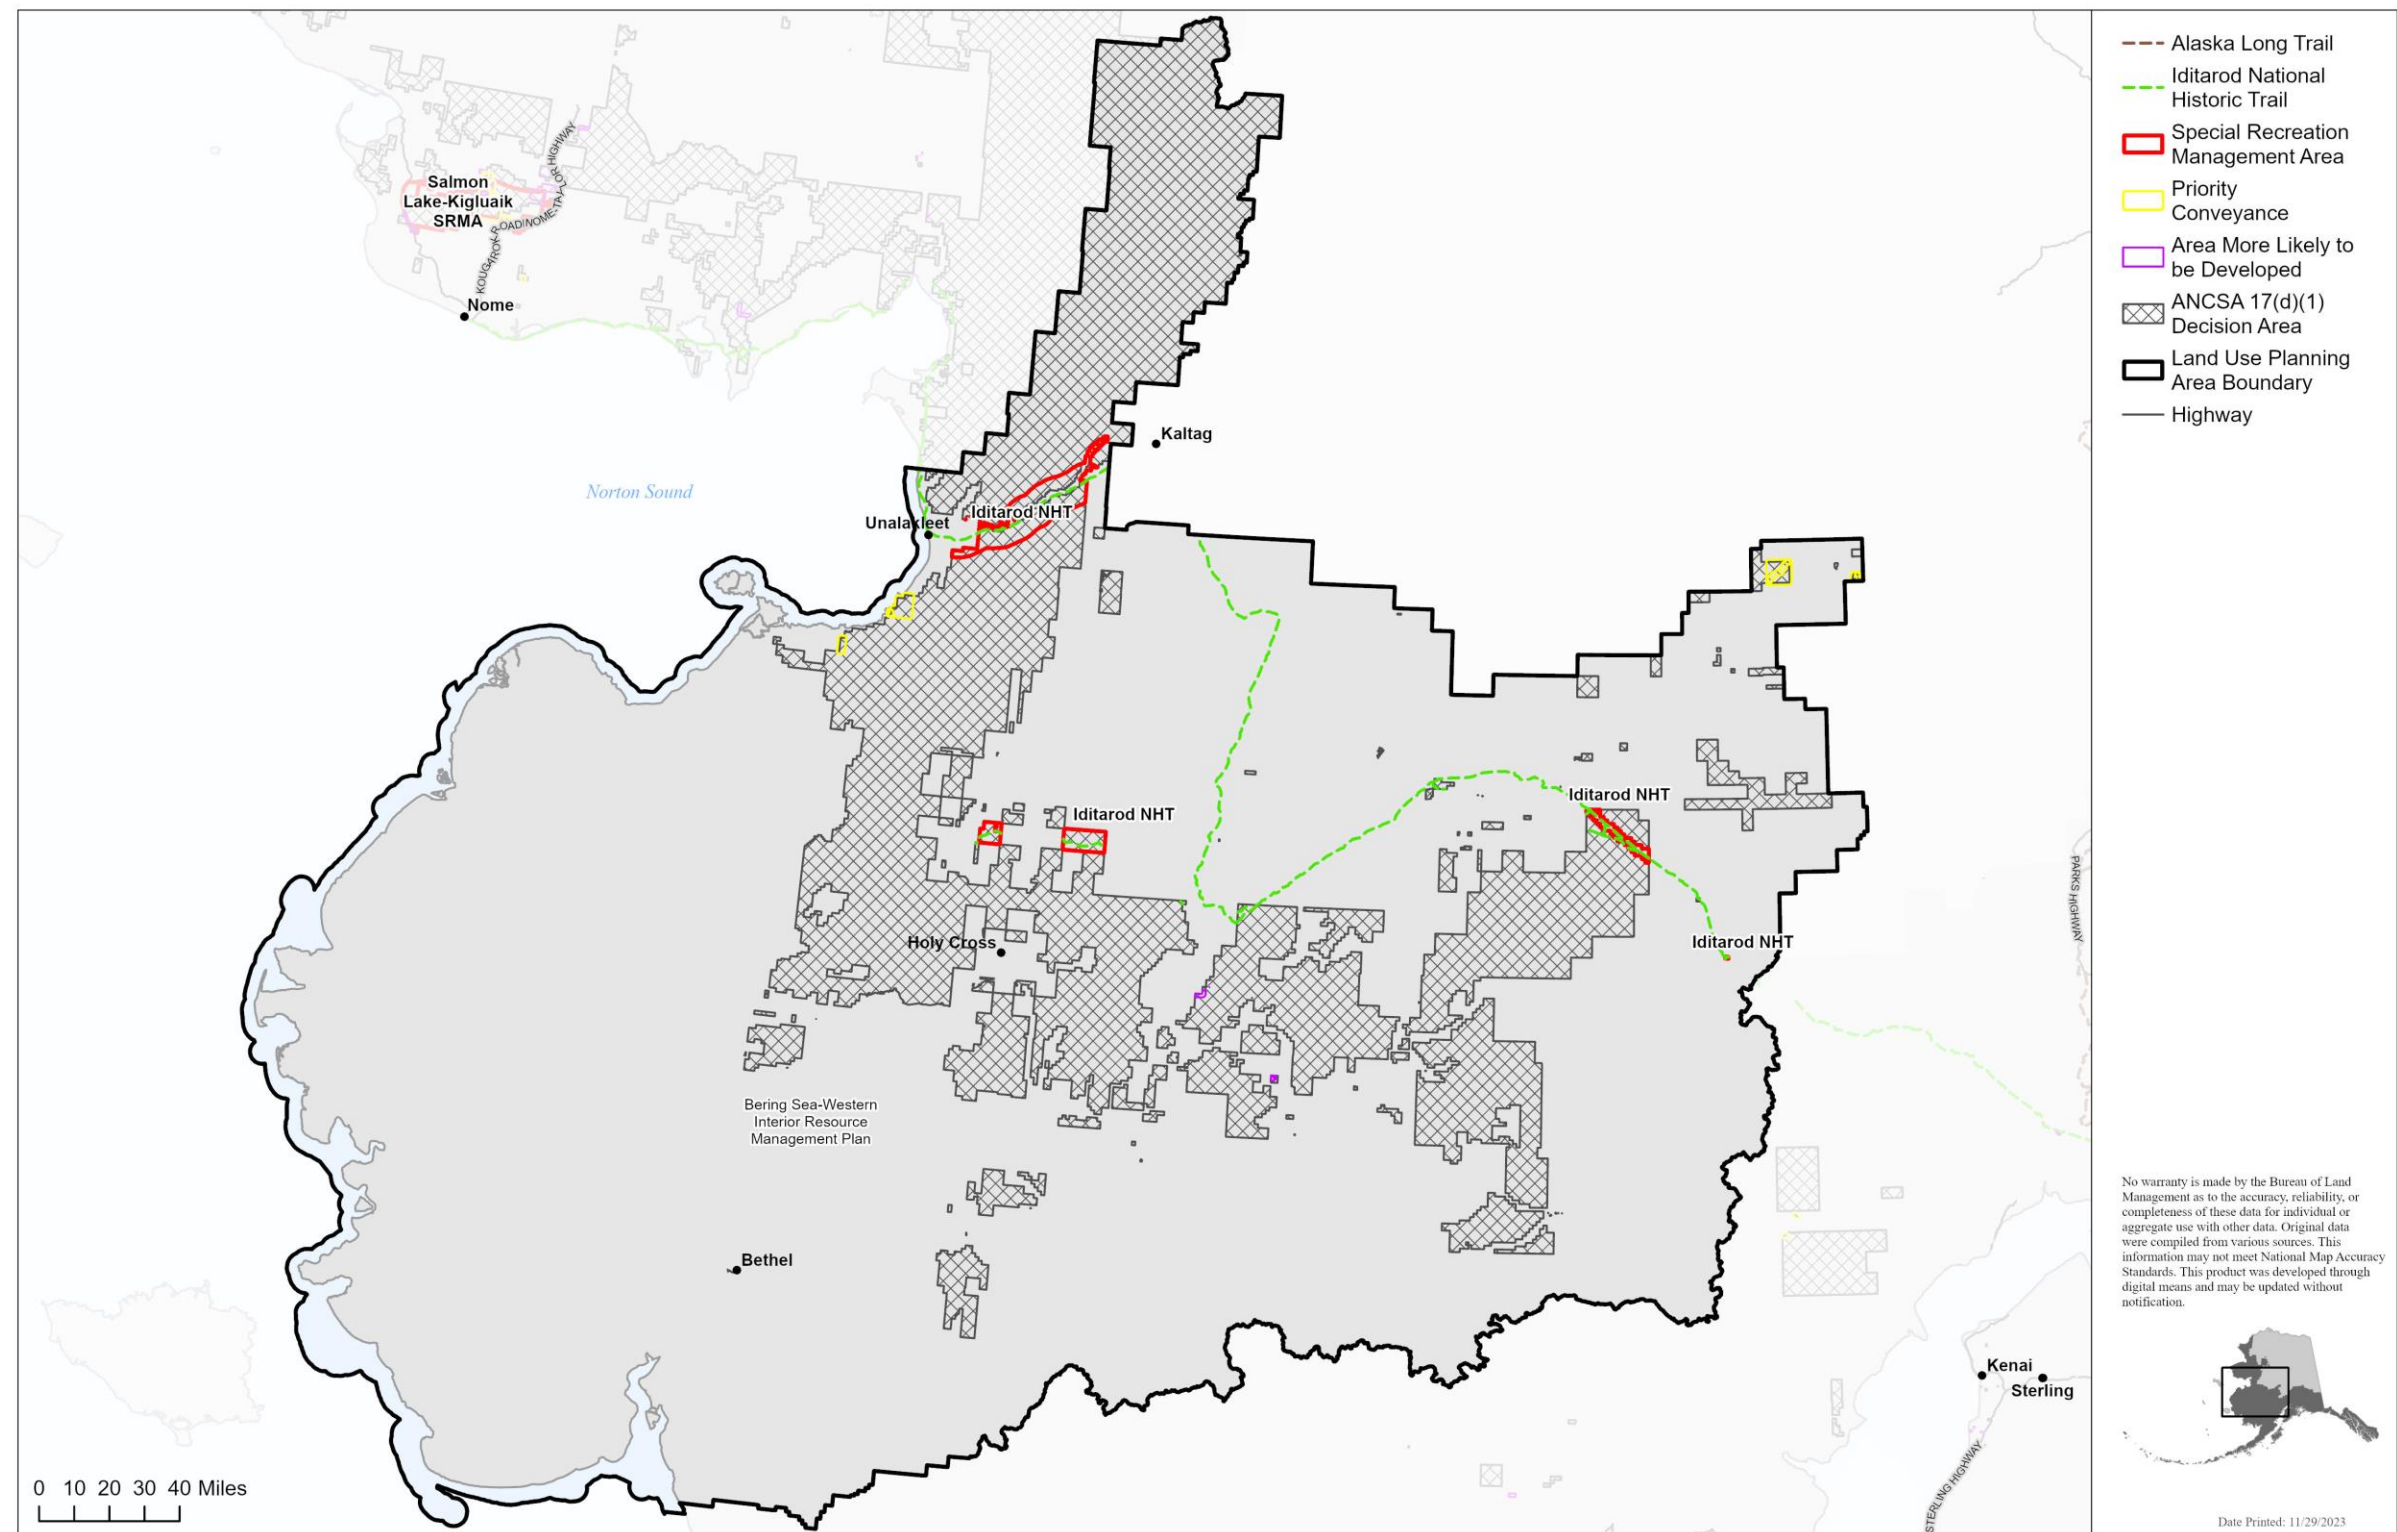 Salmon
Lake-Kigluaik
SRMA
KOUGAROK R
OAD/NOME-TAYLOR HIGHWAY
Nome
Kaltag
Norton Sound
Unalakleet
Iditarod NHT
Iditarod NHT
Iditarod NHT
Iditarod NHT
Holy Cross
PARKS HIGHWAY
Bering Sea-Western
Interior Resource
Management Plan
Bethel
Kenai
Sterling
STERLING HIGHWAY
0 10 20 30 40 Miles
Alaska Long Trail
Iditarod National
Historic Trail
Special Recreation
Management Area
Priority
Conveyance
Area More Likely to
be Developed
ANCSA 17(d)(1)
Decision Area
Land Use Planning
Area Boundary
Highway
No warranty is made by the Bureau of Land
Management as to the accuracy, reliability, or
completeness of these data for individual or
aggregate use with other data. Original data
were compiled from various sources. This
information may not meet National Map Accuracy
Standards. This product was developed through
digital means and may be updated without
notification.
Date Printed: 11/29/2023